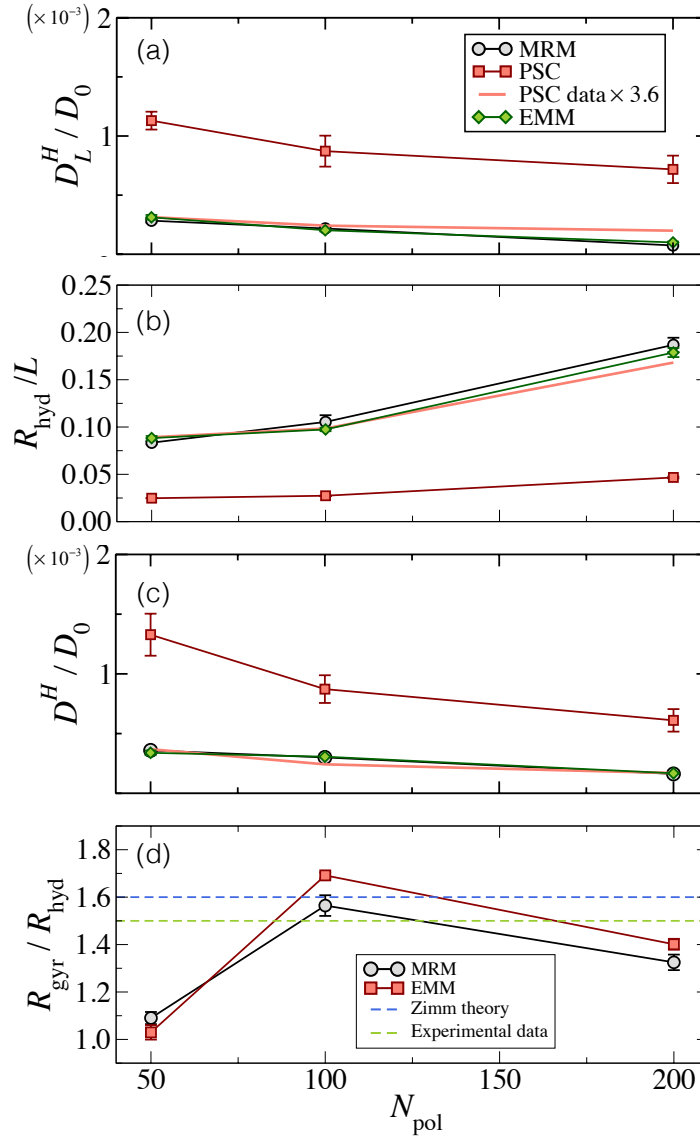 (× 10⁻³) 2
(a)
MRM
PSC
PSC data × 3.6
EMM
1
D_L^H / D_0
0.25
(b)
0.20
0.15
0.10
0.05
0.00
R_hyd /L
(× 10⁻³) 2
(c)
1
D^H / D_0
1.8
(d)
1.6
1.4
1.2
1.0
R_gyr / R_hyd
MRM
EMM
Zimm theory
Experimental data
50 100 150 200
N_pol